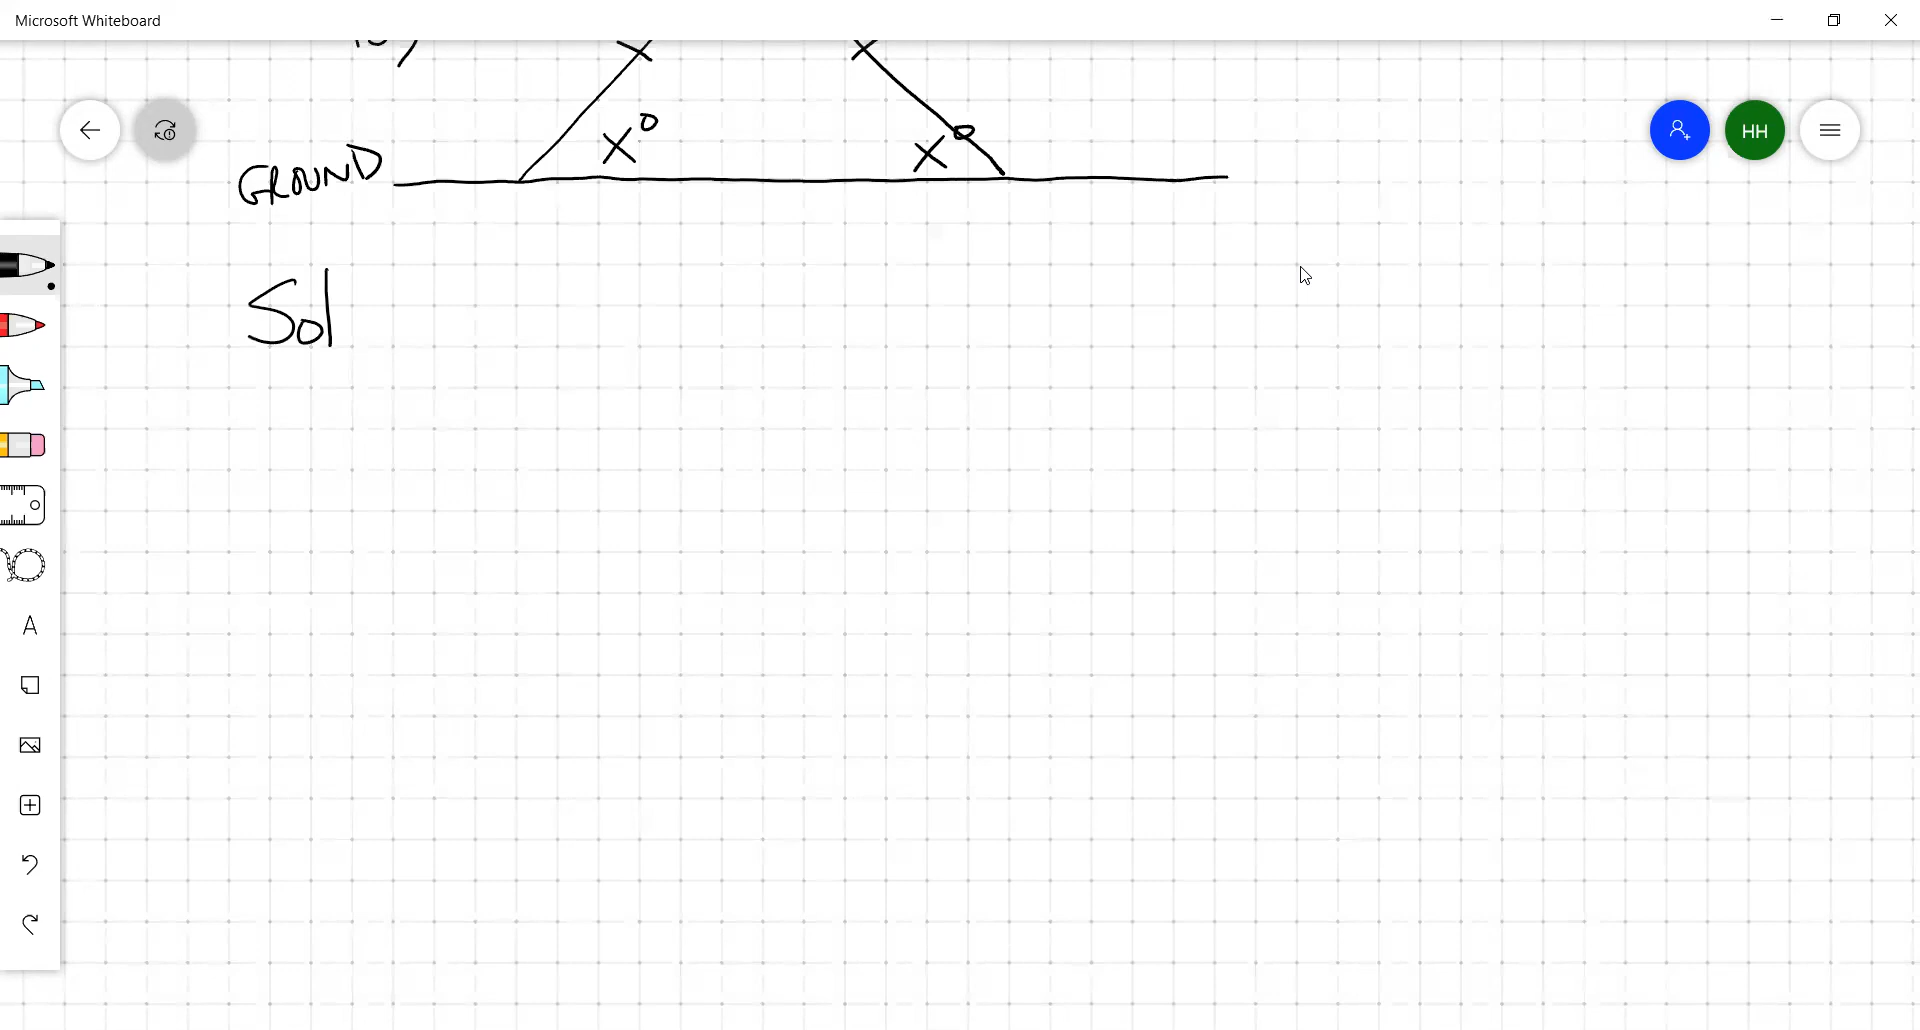 Microsoft Whiteboard
x° x°
HH
GROUND
Sol
A